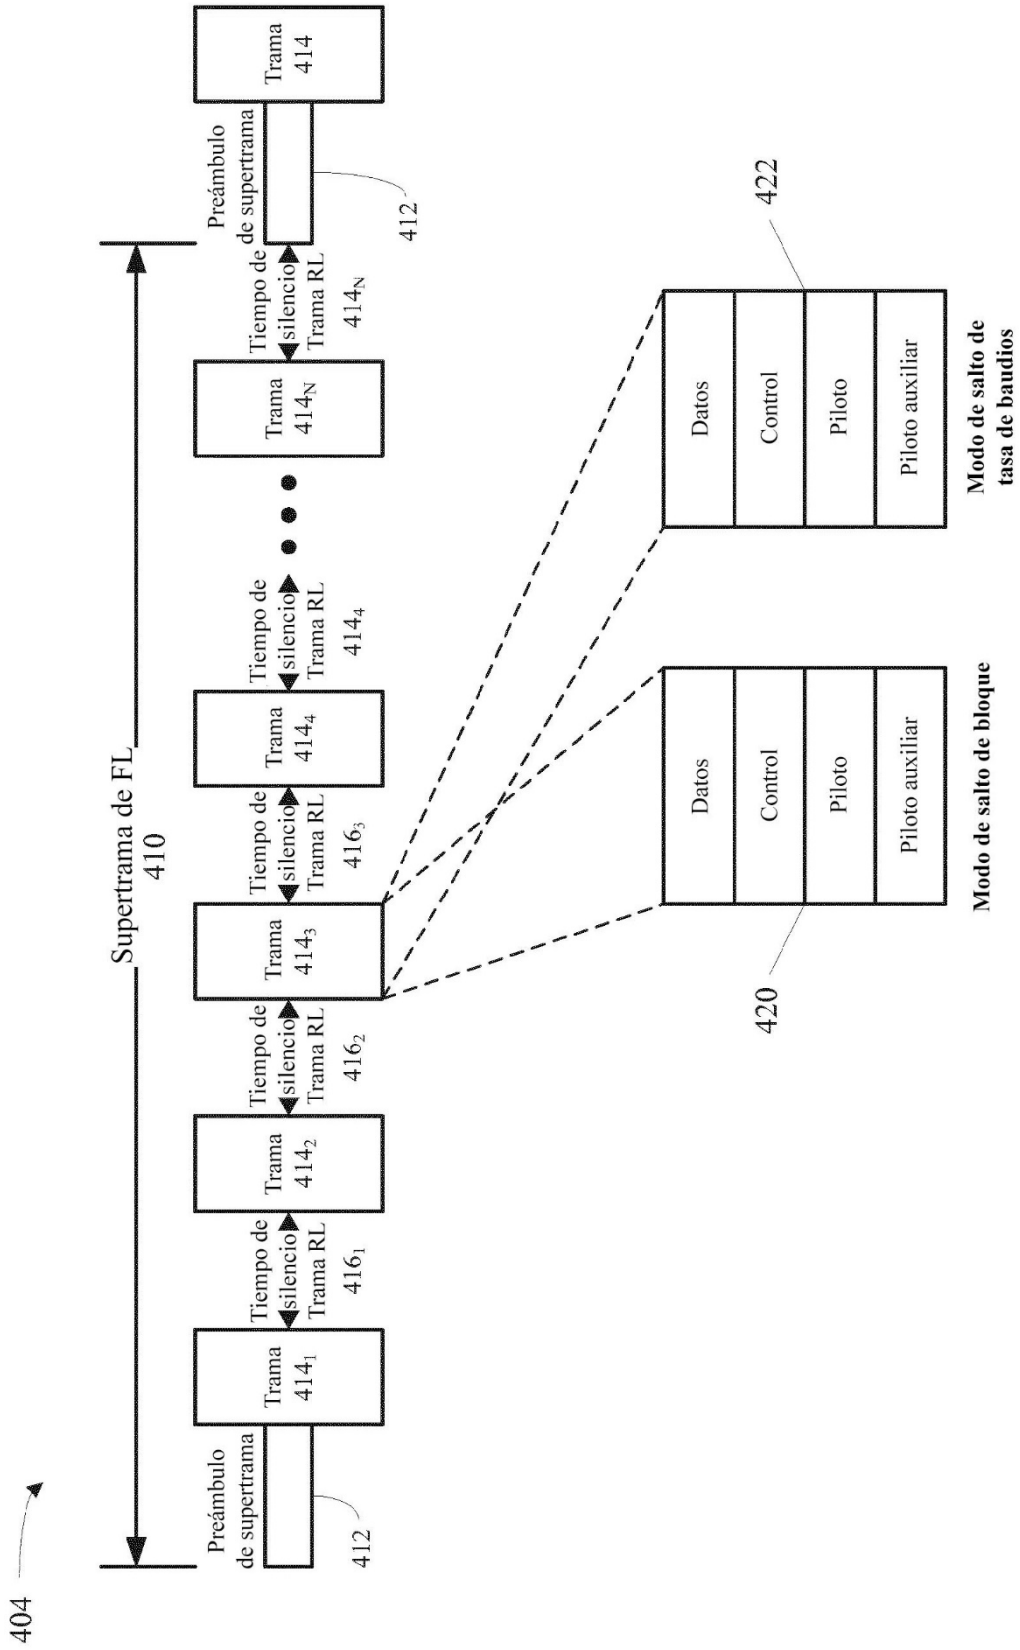 404
Supertrama de FL
410
Preámbulo
de supertrama
412
Trama
414₁
Tiempo de
silencio
Trama RL
416₁
Trama
414₂
Tiempo de
silencio
Trama RL
416₂
Trama
414₃
Tiempo de
silencio
Trama RL
416₃
Trama
414₄
Tiempo de
silencio
Trama RL
414₄
Trama
414N
Tiempo de
silencio
Trama RL
414N
Preámbulo
de supertrama
412
Trama
414
420
Datos
Control
Piloto
Piloto auxiliar
Modo de salto de bloque
422
Datos
Control
Piloto
Piloto auxiliar
Modo de salto de
tasa de baudios